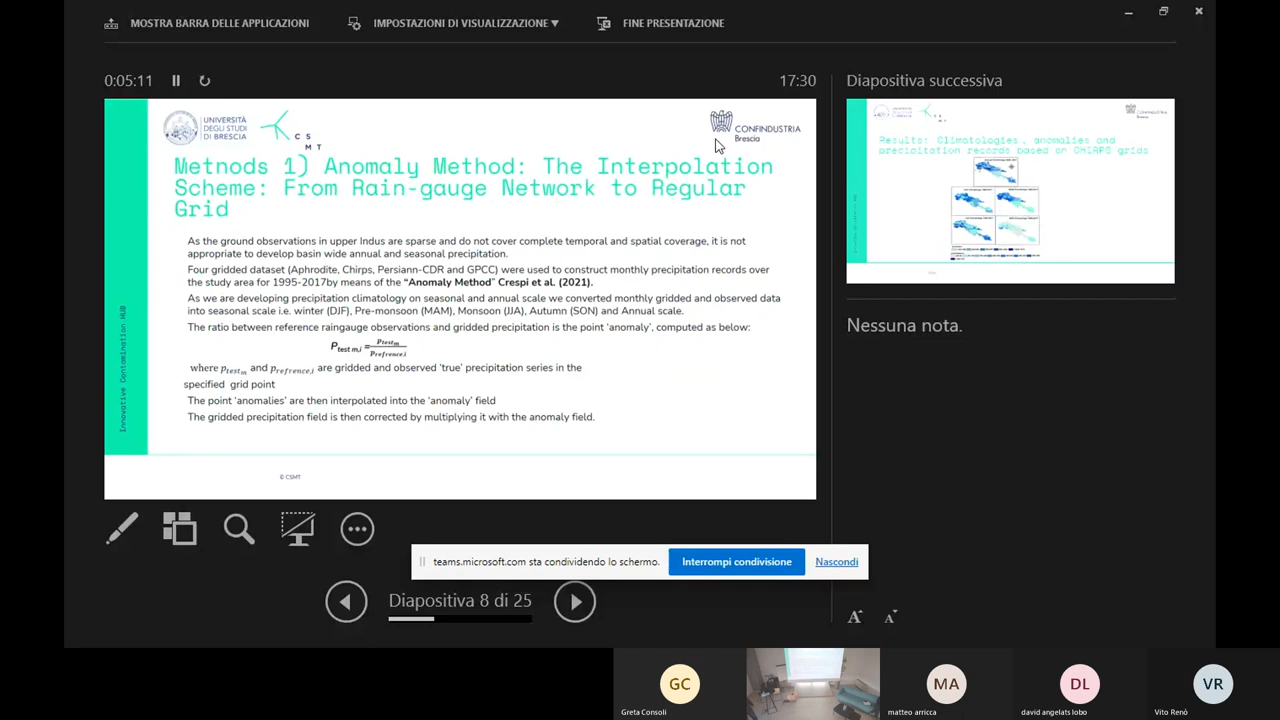 MOSTRA BARRA DELLE APPLICAZIONI
IMPOSTAZIONI DI VISUALIZZAZIONE ▼
FINE PRESENTAZIONE
0:05:11
17:30
Diapositiva successiva
UNIVERSITÀ
DEGLI STUDI
DI BRESCIA
C S
M T
CONFINDUSTRIA
Brescia
Methods 1) Anomaly Method: The Interpolation
Scheme: From Rain-gauge Network to Regular
Grid
As the ground observations in upper Indus are sparse and do not cover complete temporal and spatial coverage, it is not
appropriate to develop basin wide annual and seasonal precipitation.
Four gridded dataset (Aphrodite, Chirps, Persiann-CDR and GPCC) were used to construct monthly precipitation records over
the study area for 1995-2017by means of the “Anomaly Method” Crespi et al. (2021).
As we are developing precipitation climatology on seasonal and annual scale we converted monthly gridded and observed data
into seasonal scale i.e. winter (DJF), Pre-monsoon (MAM), Monsoon (JJA), Autumn (SON) and Annual scale.
The ratio between reference raingauge observations and gridded precipitation is the point ‘anomaly’, computed as below:
P test m,i = p test m / p refrence,i
where p test m and p refrence,i are gridded and observed ‘true’ precipitation series in the
specified grid point
The point ‘anomalies’ are then interpolated into the ‘anomaly’ field
The gridded precipitation field is then corrected by multiplying it with the anomaly field.
Innovative Contamination HUB
© CSMT
Results: Climatologies, anomalies and
precipitation records based on CHIRPS grids
Nessuna nota.
teams.microsoft.com sta condividendo lo schermo.
Interrompi condivisione
Nascondi
Diapositiva 8 di 25
A A
GC
Greta Consoli
MA
matteo arricca
DL
david angelats lobo
VR
Vito Renò